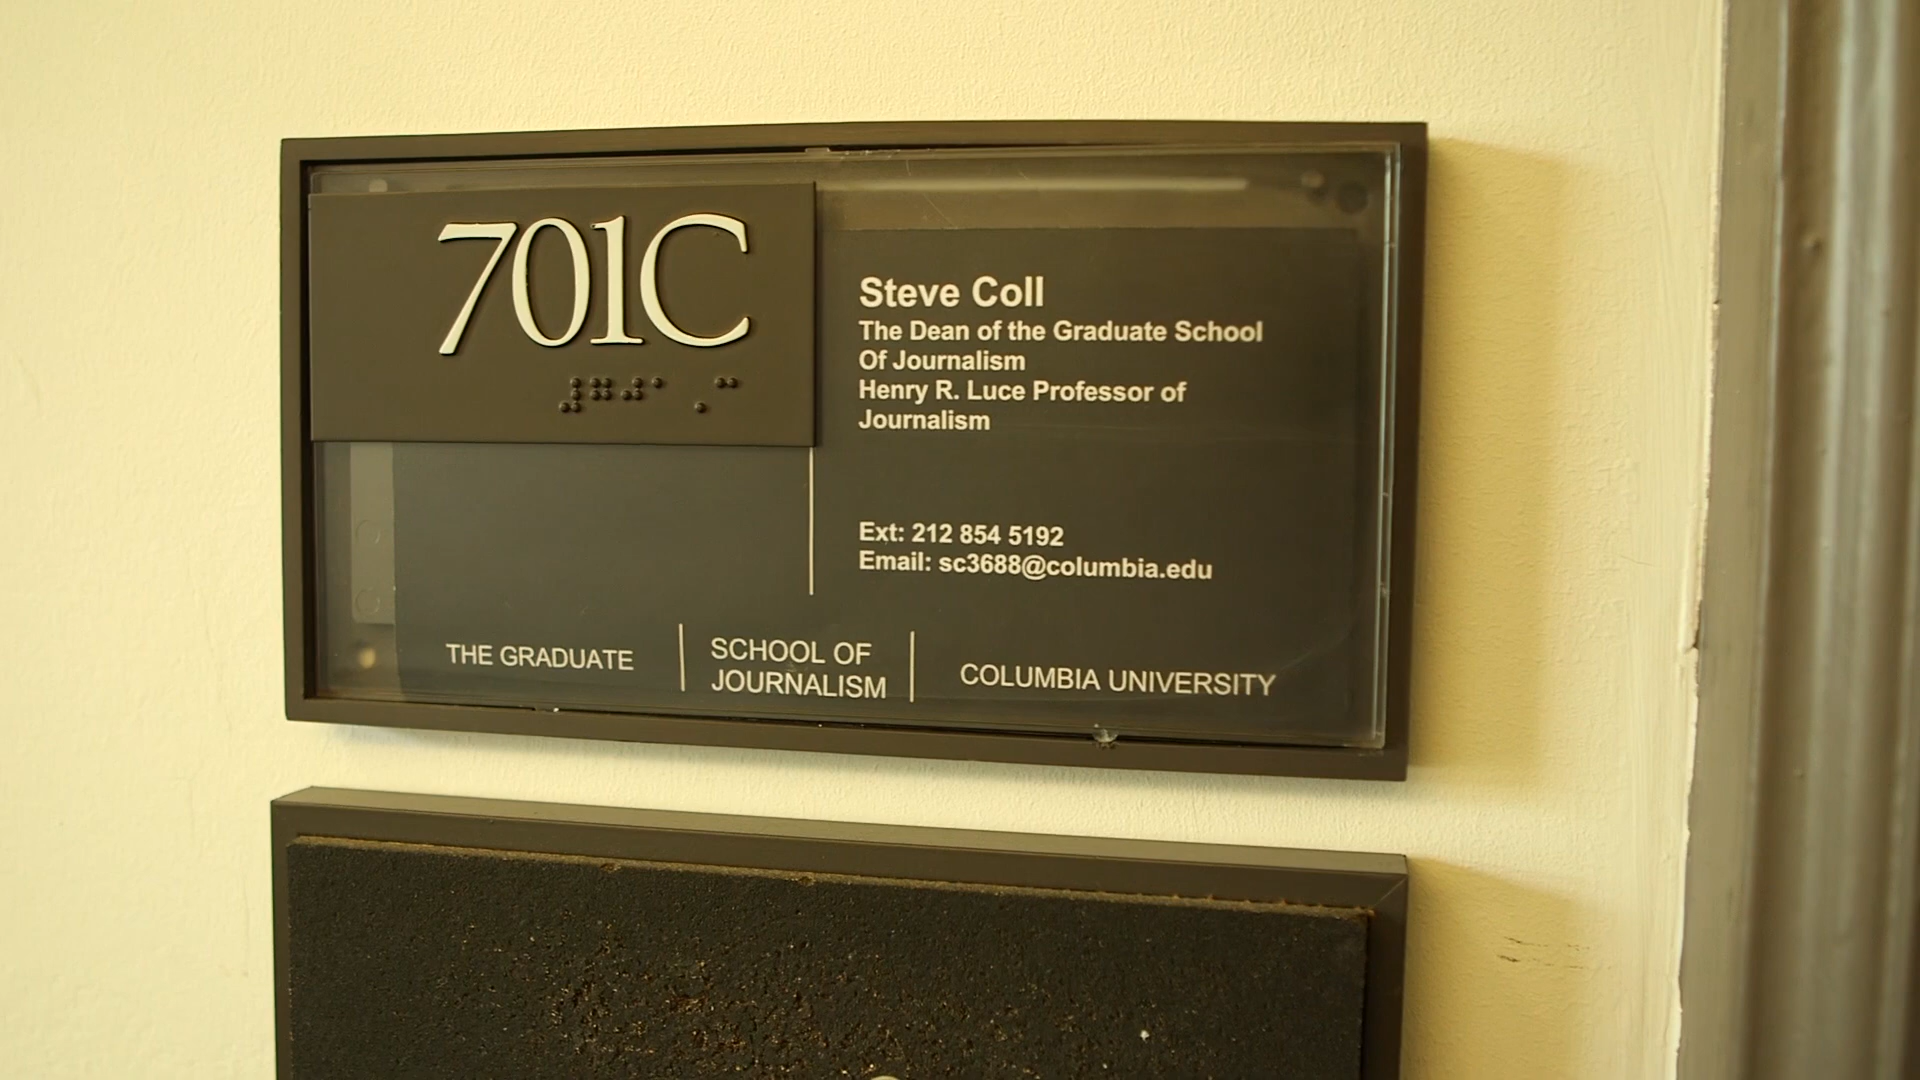 701C
Steve Coll
The Dean of the Graduate School
Of Journalism
Henry R. Luce Professor of
Journalism
Ext: 212 854 5192
Email: sc3688@columbia.edu
THE GRADUATE
SCHOOL OF
JOURNALISM
COLUMBIA UNIVERSITY